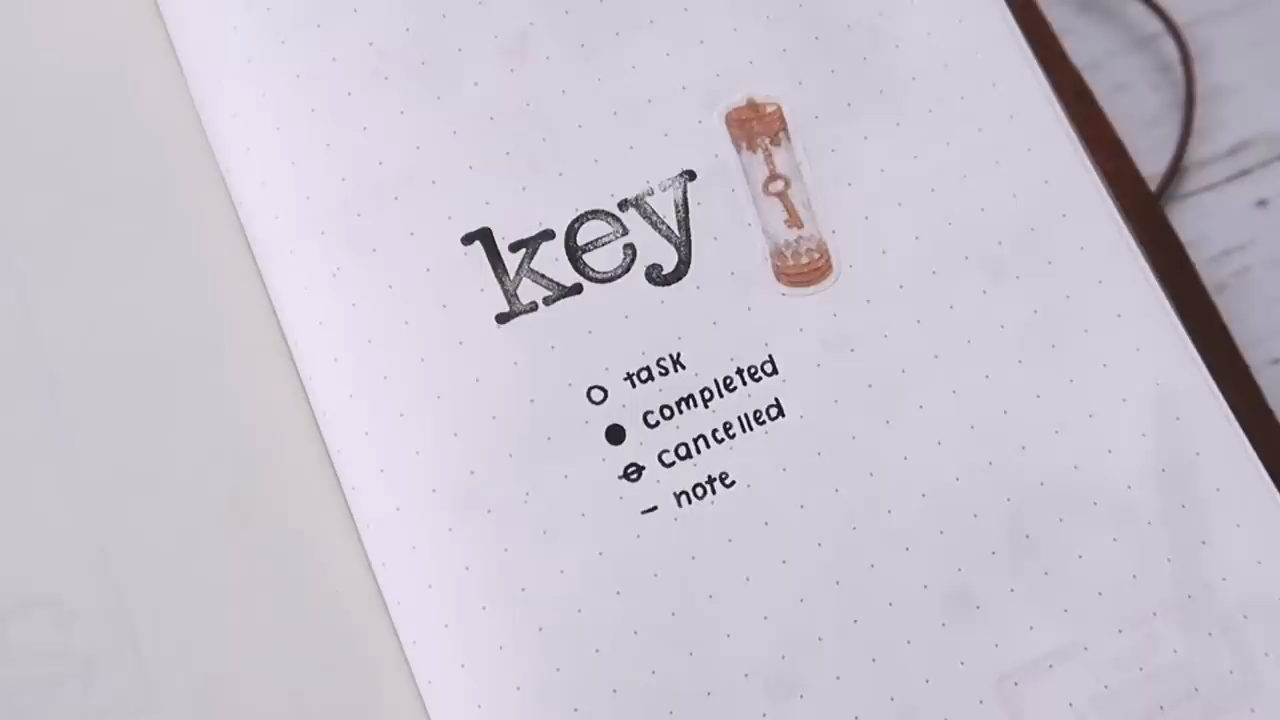 key
○ task
● completed
⊖ cancelled
– note